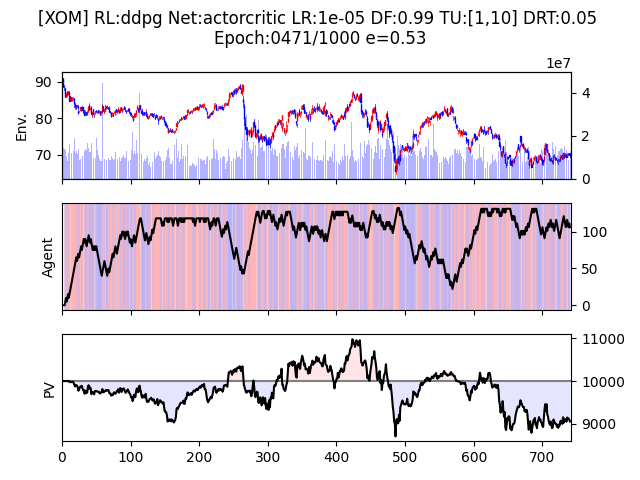 [XOM] RL:ddpg Net:actorcritic LR:1e-05 DF:0.99 TU:[1,10] DRT:0.05
Epoch:0471/1000 e=0.53
1e7
90
80
70
Env.
4
2
0
Agent
100
50
0
PV
11000
10000
9000
0 100 200 300 400 500 600 700